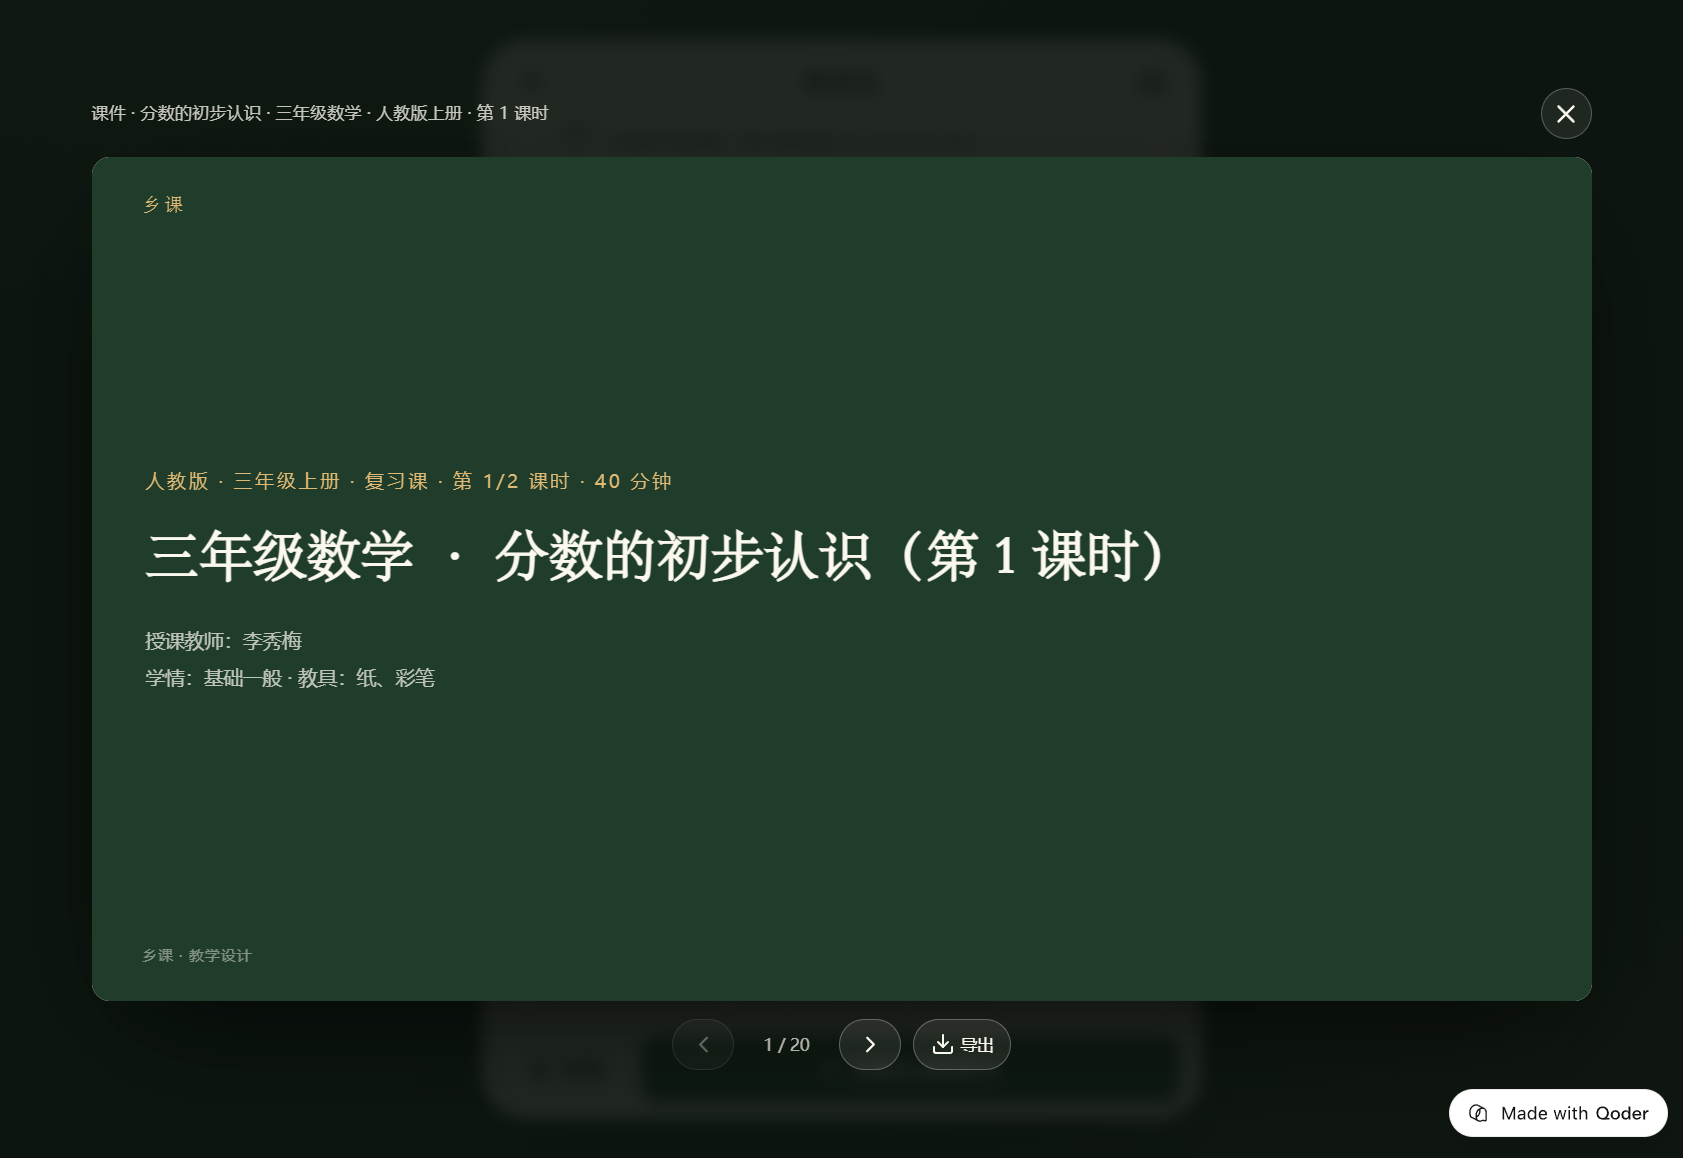 课件 · 分数的初步认识 · 三年级数学 · 人教版上册 · 第 1 课时
乡课
人教版 · 三年级上册 · 复习课 · 第 1/2 课时 · 40 分钟
三年级数学 · 分数的初步认识（第 1 课时）
授课教师：李秀梅
学情：基础一般 · 教具：纸、彩笔
乡课 · 教学设计
1 / 20
导出
Made with Qoder